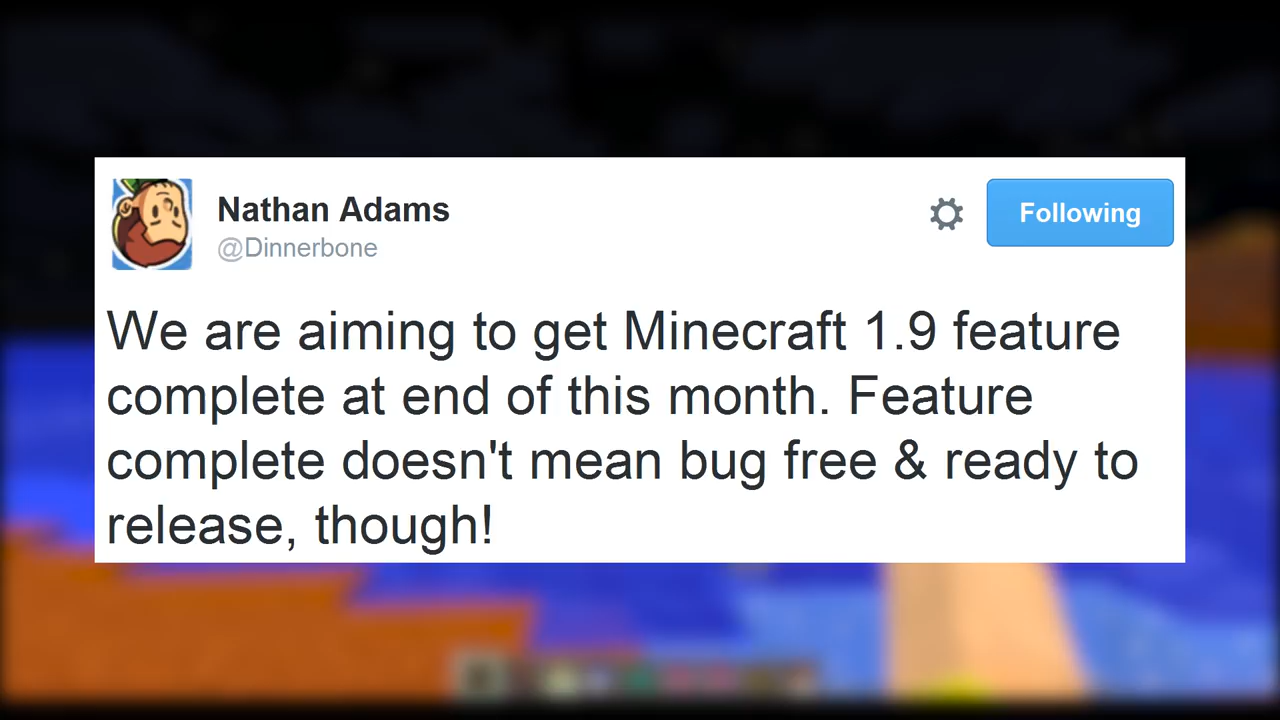 Nathan Adams
@Dinnerbone
Following
We are aiming to get Minecraft 1.9 feature
complete at end of this month. Feature
complete doesn't mean bug free & ready to
release, though!